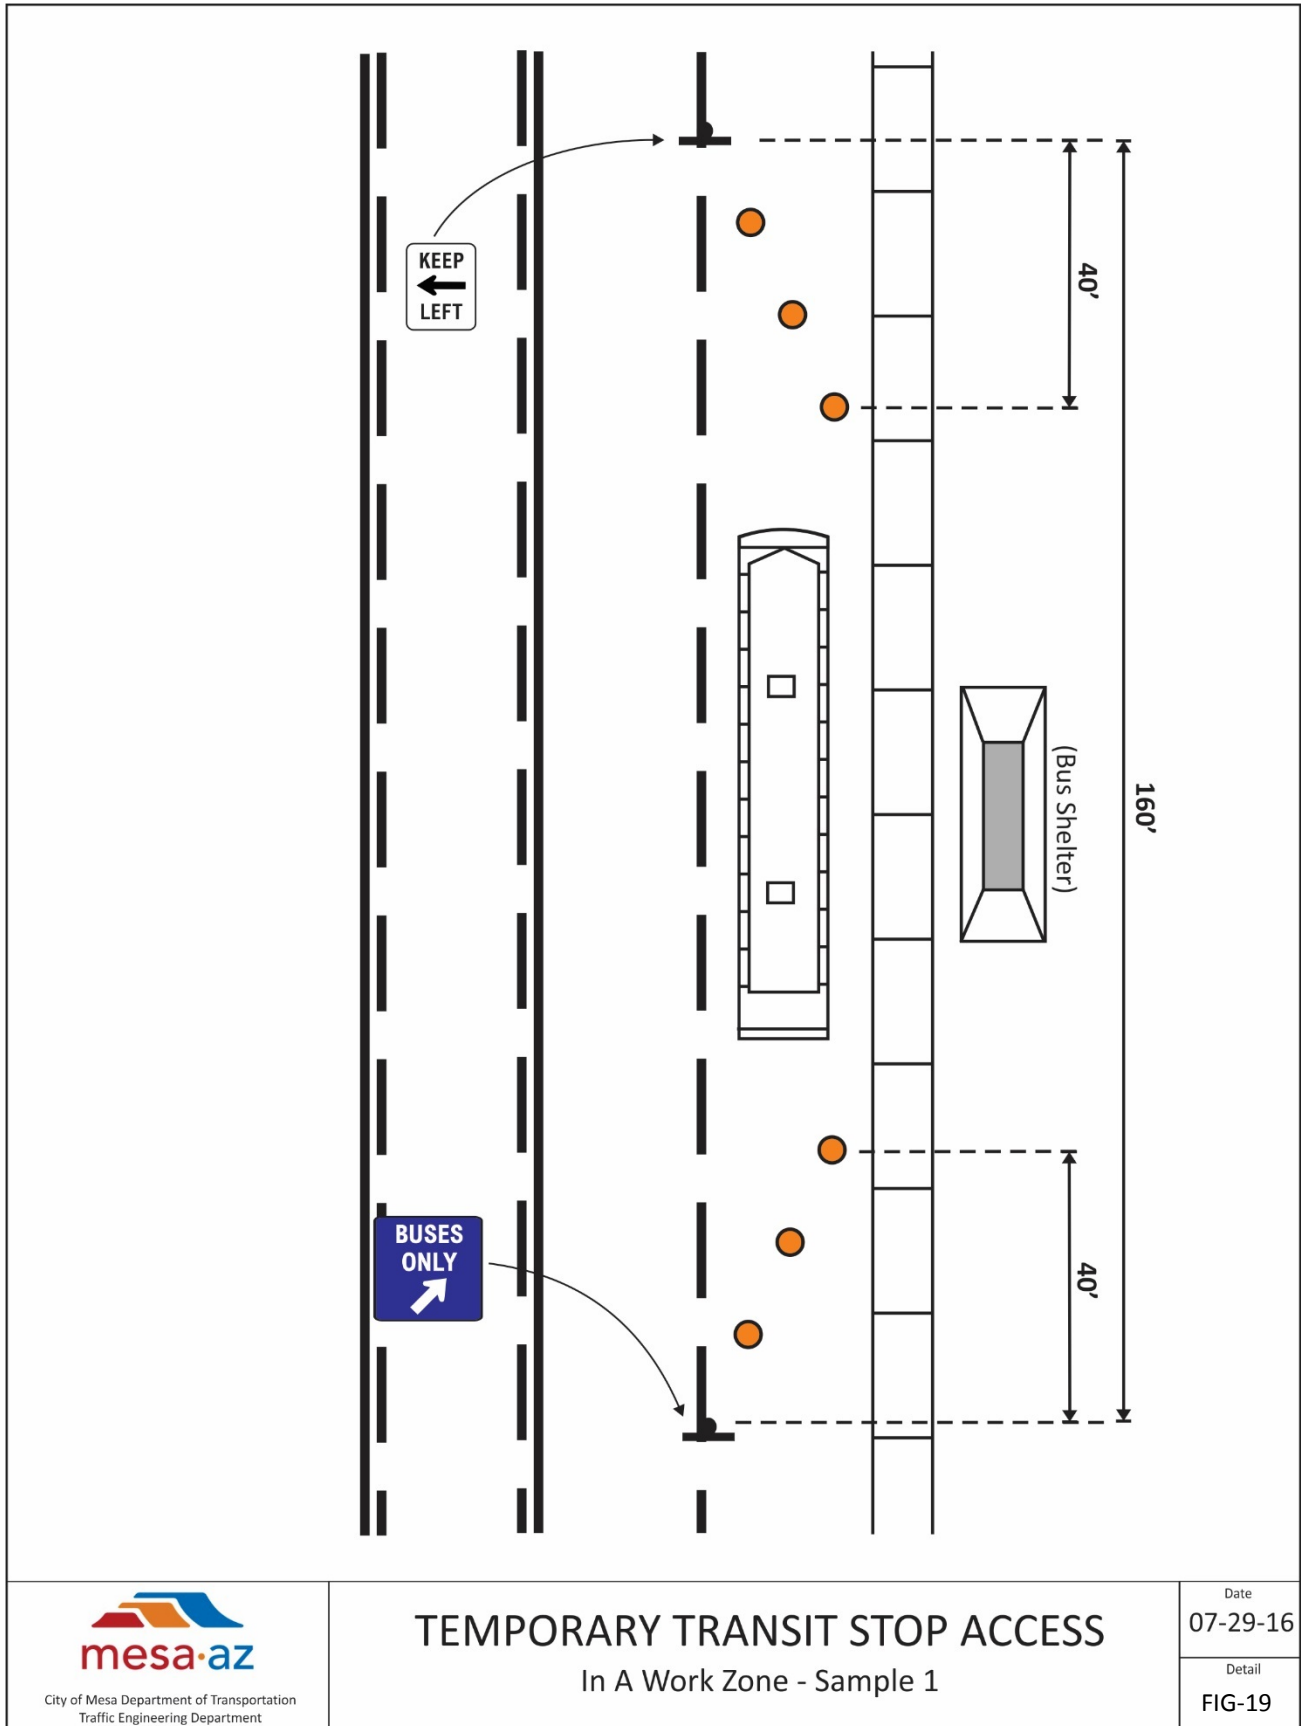 KEEP
LEFT
40’
(Bus Shelter)
160’
BUSES
ONLY
40’
mesa·az
City of Mesa Department of Transportation
Traffic Engineering Department
TEMPORARY TRANSIT STOP ACCESS
In A Work Zone - Sample 1
Date
07-29-16
Detail
FIG-19